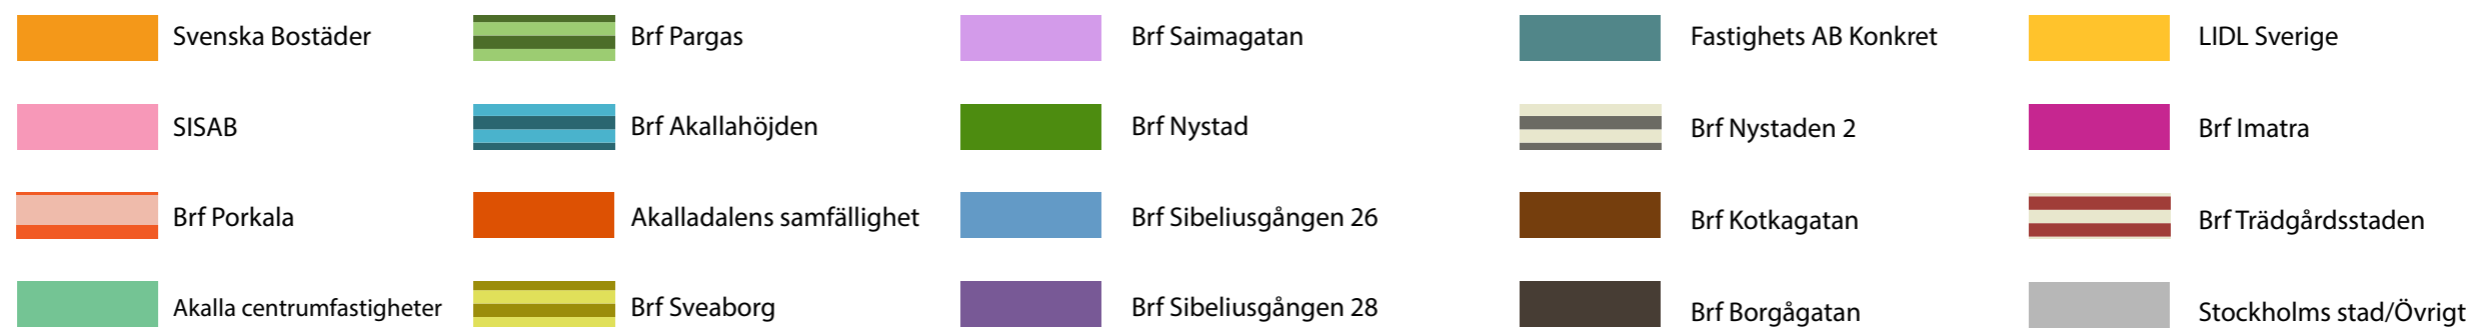 Svenska Bostäder
SISAB
Brf Porkala
Akalla centrumfastigheter
Brf Pargas
Brf Akallahöjden
Akalladalens samfällighet
Brf Sveaborg
Brf Saimagatan
Brf Nystad
Brf Sibeliusgången 26
Brf Sibeliusgången 28
Fastighets AB Konkret
Brf Nystaden 2
Brf Kotkagatan
Brf Borgågatan
LIDL Sverige
Brf Imatra
Brf Trädgårdsstaden
Stockholms stad/Övrigt